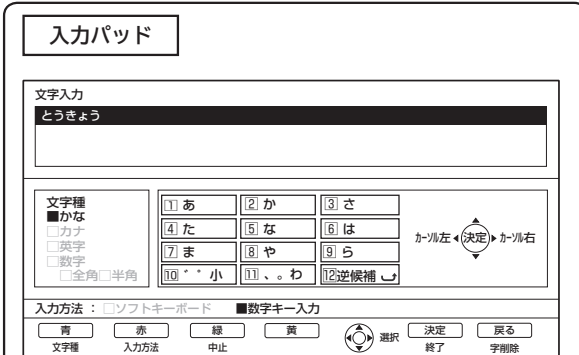 入力パッド
文字入力
とうきょう
文字種
■かな
□カナ
□英字
□数字
□全角□半角
1 あ 2 か 3 さ
4 た 5 な 6 は
7 ま 8 や 9 ら
10 ゛゜小 11 、。わ 12逆候補
カーソル左 決定 カーソル右
入力方法 : □ソフトキーボード ■数字キー入力
青 赤 緑 黄 選択 決定 戻る
文字種 入力方法 中止 終了 字削除